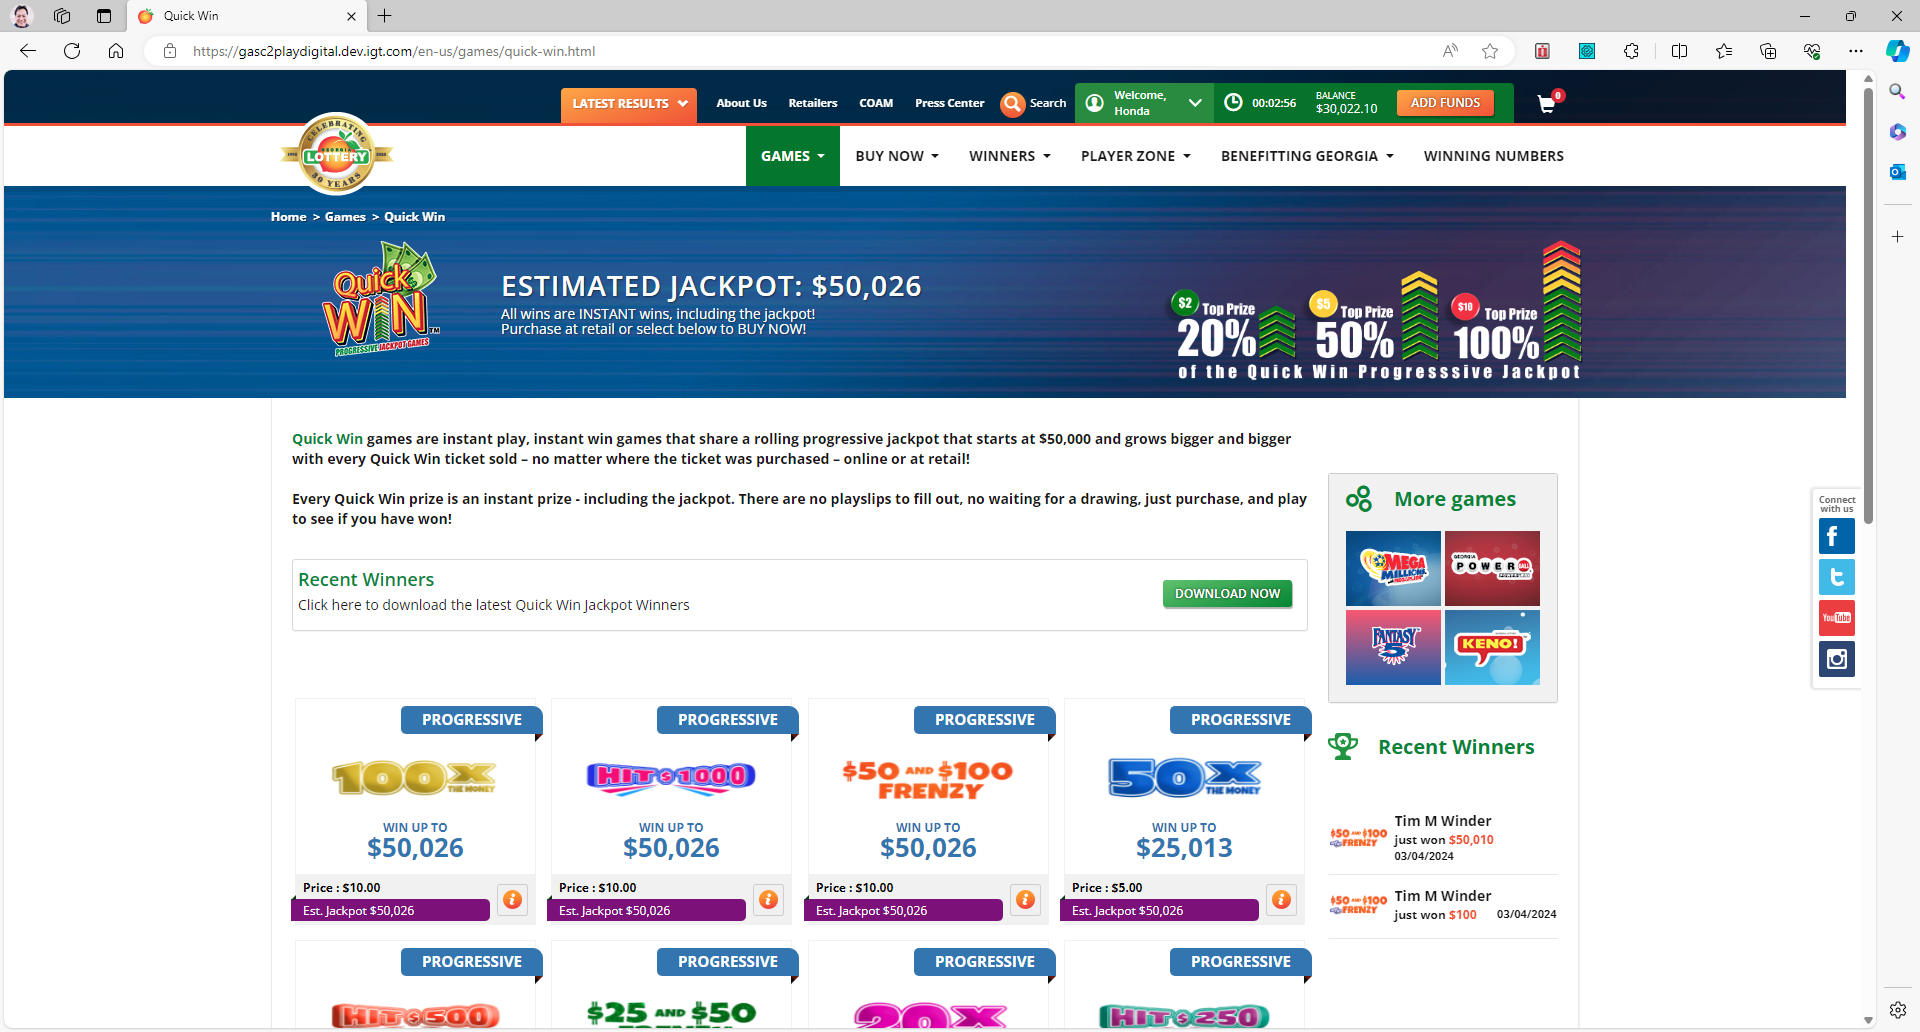 Quick Win
https://gasc2playdigital.dev.igt.com/en-us/games/quick-win.html
LATEST RESULTS
About Us
Retailers
COAM
Press Center
Search
Welcome,
Honda
00:02:56
BALANCE
$30,022.10
ADD FUNDS
0
CELEBRATING
GEORGIA
LOTTERY
30 YEARS
GAMES
BUY NOW
WINNERS
PLAYER ZONE
BENEFITTING GEORGIA
WINNING NUMBERS
Home > Games > Quick Win
Quick
WIN™
PROGRESSIVE JACKPOT GAMES
ESTIMATED JACKPOT: $50,026
All wins are INSTANT wins, including the jackpot!
Purchase at retail or select below to BUY NOW!
$2 Top Prize
20%
$5 Top Prize
50%
$10 Top Prize
100%
of the Quick Win Progresssive Jackpot
Quick Win games are instant play, instant win games that share a rolling progressive jackpot that starts at $50,000 and grows bigger and bigger
with every Quick Win ticket sold – no matter where the ticket was purchased – online or at retail!
Every Quick Win prize is an instant prize - including the jackpot. There are no playslips to fill out, no waiting for a drawing, just purchase, and play
to see if you have won!
Recent Winners
Click here to download the latest Quick Win Jackpot Winners
DOWNLOAD NOW
PROGRESSIVE
100X
THE MONEY
WIN UP TO
$50,026
Price : $10.00
Est. Jackpot $50,026
PROGRESSIVE
HIT $1000
WIN UP TO
$50,026
Price : $10.00
Est. Jackpot $50,026
PROGRESSIVE
$50 AND $100
FRENZY
WIN UP TO
$50,026
Price : $10.00
Est. Jackpot $50,026
PROGRESSIVE
50X
THE MONEY
WIN UP TO
$25,013
Price : $5.00
Est. Jackpot $50,026
PROGRESSIVE
HIT $500
PROGRESSIVE
$25 AND $50
FRENZY
PROGRESSIVE
20X
PROGRESSIVE
HIT $250
More games
MEGA
MILLIONS
GEORGIA
POWERBALL
FANTASY
5
KENO!
Recent Winners
$50 AND $100
FRENZY
Tim M Winder
just won $50,010
03/04/2024
$50 AND $100
FRENZY
Tim M Winder
just won $100
03/04/2024
Connect
with us
YouTube